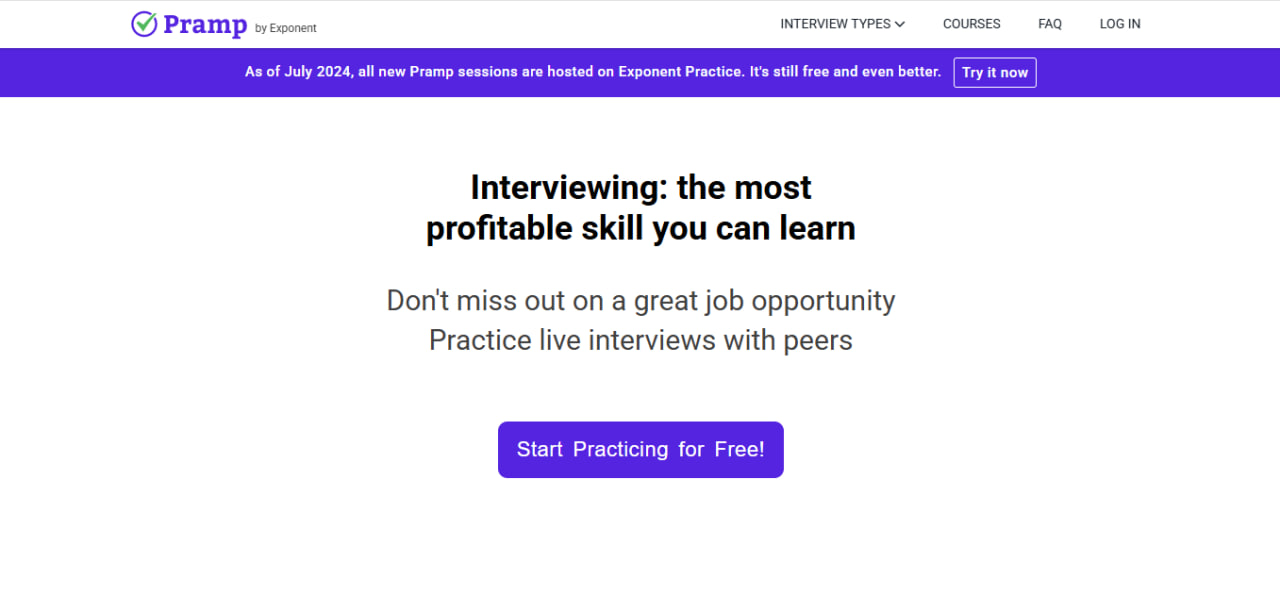 Pramp by Exponent
INTERVIEW TYPES
COURSES
FAQ
LOG IN
As of July 2024, all new Pramp sessions are hosted on Exponent Practice. It's still free and even better.
Try it now
Interviewing: the most
profitable skill you can learn
Don't miss out on a great job opportunity
Practice live interviews with peers
Start Practicing for Free!